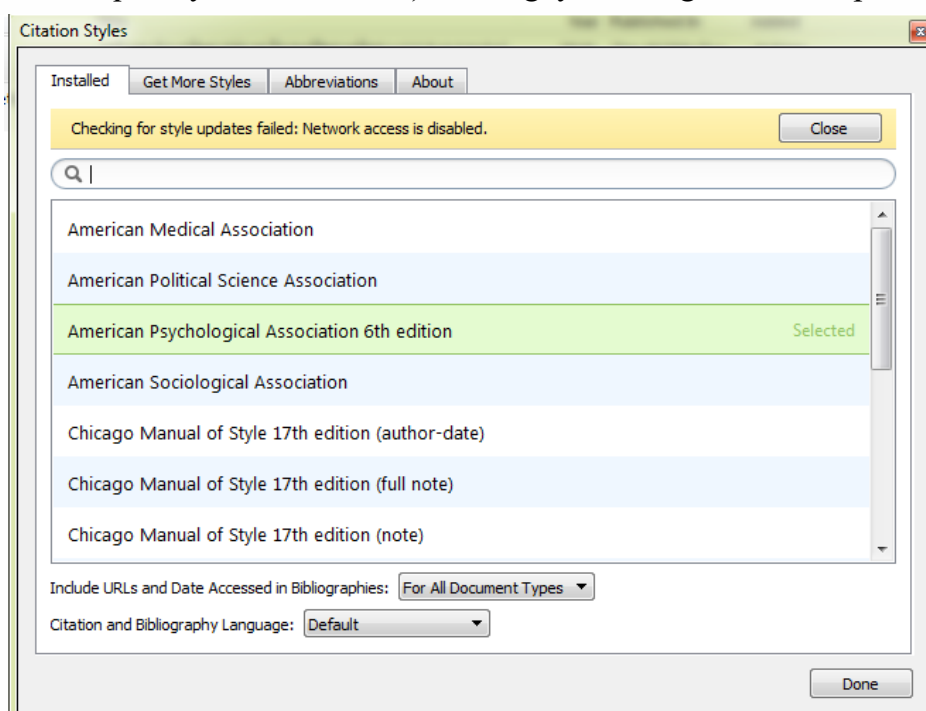 Citation Styles
Installed Get More Styles Abbreviations About
Checking for style updates failed: Network access is disabled. Close
American Medical Association
American Political Science Association
American Psychological Association 6th edition Selected
American Sociological Association
Chicago Manual of Style 17th edition (author-date)
Chicago Manual of Style 17th edition (full note)
Chicago Manual of Style 17th edition (note)
Include URLs and Date Accessed in Bibliographies: For All Document Types
Citation and Bibliography Language: Default
Done